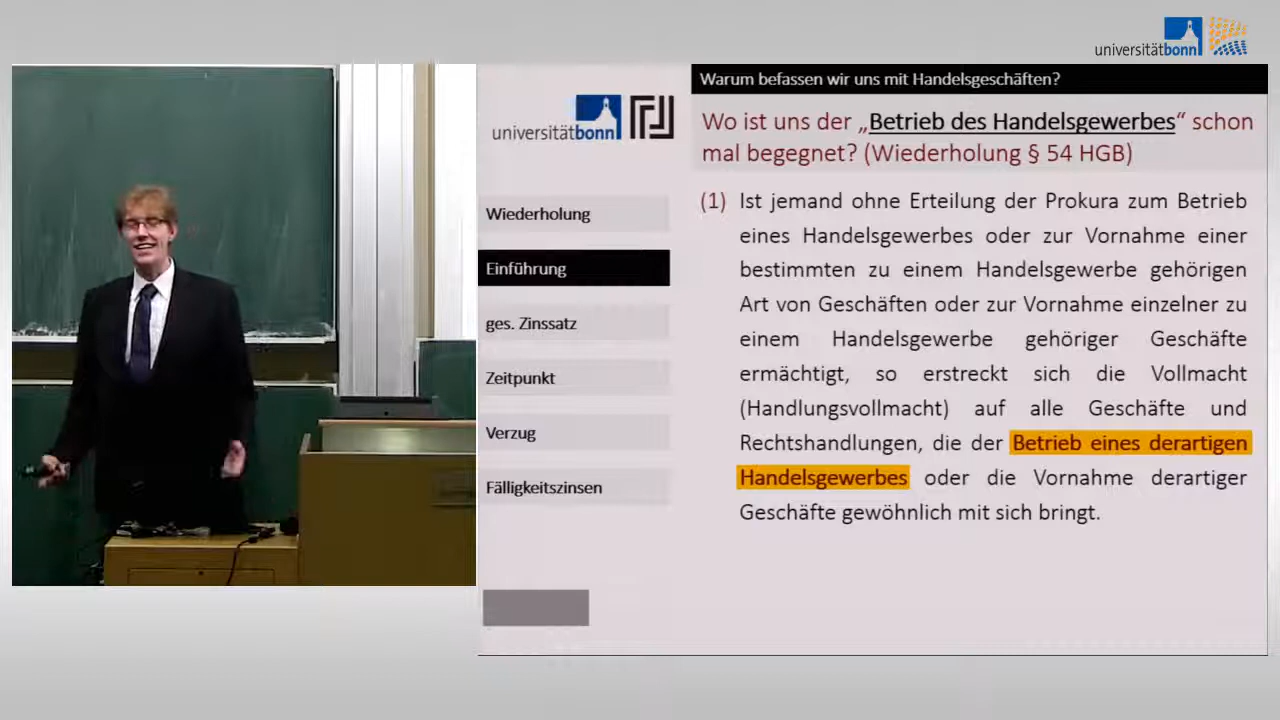 universitätbonn
Warum befassen wir uns mit Handelsgeschäften?
universitätbonn
Wo ist uns der „Betrieb des Handelsgewerbes“ schon
mal begegnet? (Wiederholung § 54 HGB)
Wiederholung
Einführung
ges. Zinssatz
Zeitpunkt
Verzug
Fälligkeitszinsen
(1) Ist jemand ohne Erteilung der Prokura zum Betrieb
eines Handelsgewerbes oder zur Vornahme einer
bestimmten zu einem Handelsgewerbe gehörigen
Art von Geschäften oder zur Vornahme einzelner zu
einem Handelsgewerbe gehöriger Geschäfte
ermächtigt, so erstreckt sich die Vollmacht
(Handlungsvollmacht) auf alle Geschäfte und
Rechtshandlungen, die der Betrieb eines derartigen
Handelsgewerbes oder die Vornahme derartiger
Geschäfte gewöhnlich mit sich bringt.